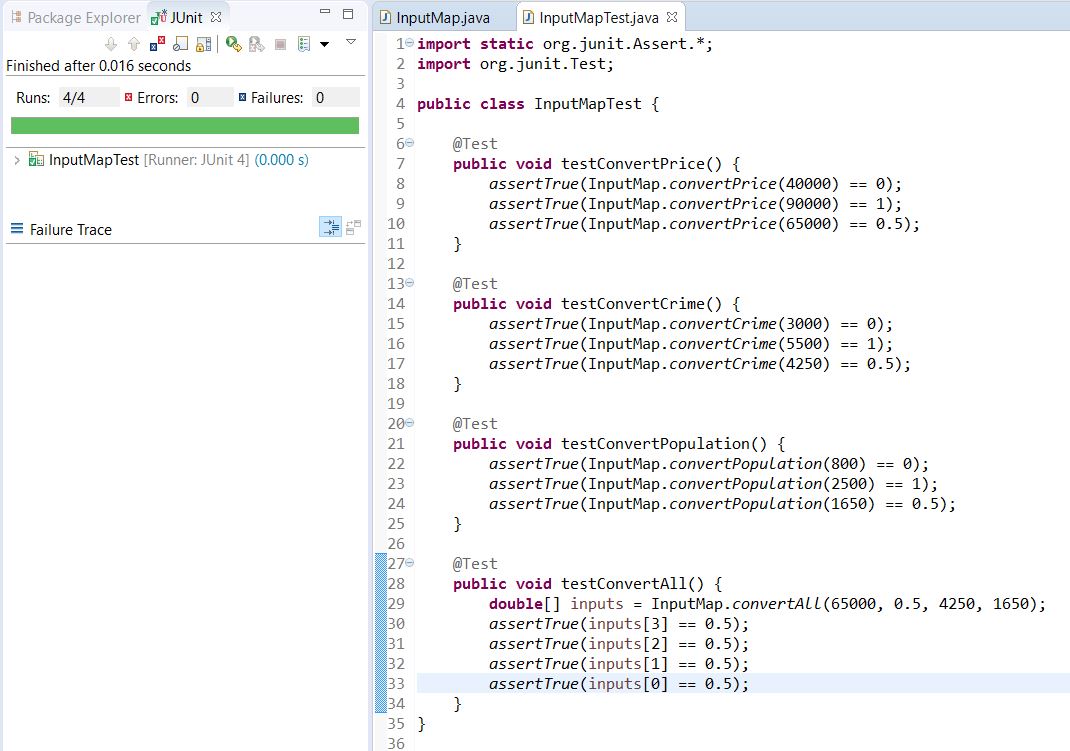 Package Explorer JUnit
Finished after 0.016 seconds
Runs: 4/4 Errors: 0 Failures: 0
InputMapTest [Runner: JUnit 4] (0.000 s)
Failure Trace
InputMap.java InputMapTest.java
1 import static org.junit.Assert.*;
2 import org.junit.Test;
3
4 public class InputMapTest {
5
6 @Test
7 public void testConvertPrice() {
8 assertTrue(InputMap.convertPrice(40000) == 0);
9 assertTrue(InputMap.convertPrice(90000) == 1);
10 assertTrue(InputMap.convertPrice(65000) == 0.5);
11 }
12
13 @Test
14 public void testConvertCrime() {
15 assertTrue(InputMap.convertCrime(3000) == 0);
16 assertTrue(InputMap.convertCrime(5500) == 1);
17 assertTrue(InputMap.convertCrime(4250) == 0.5);
18 }
19
20 @Test
21 public void testConvertPopulation() {
22 assertTrue(InputMap.convertPopulation(800) == 0);
23 assertTrue(InputMap.convertPopulation(2500) == 1);
24 assertTrue(InputMap.convertPopulation(1650) == 0.5);
25 }
26
27 @Test
28 public void testConvertAll() {
29 double[] inputs = InputMap.convertAll(65000, 0.5, 4250, 1650);
30 assertTrue(inputs[3] == 0.5);
31 assertTrue(inputs[2] == 0.5);
32 assertTrue(inputs[1] == 0.5);
33 assertTrue(inputs[0] == 0.5);
34 }
35 }
36